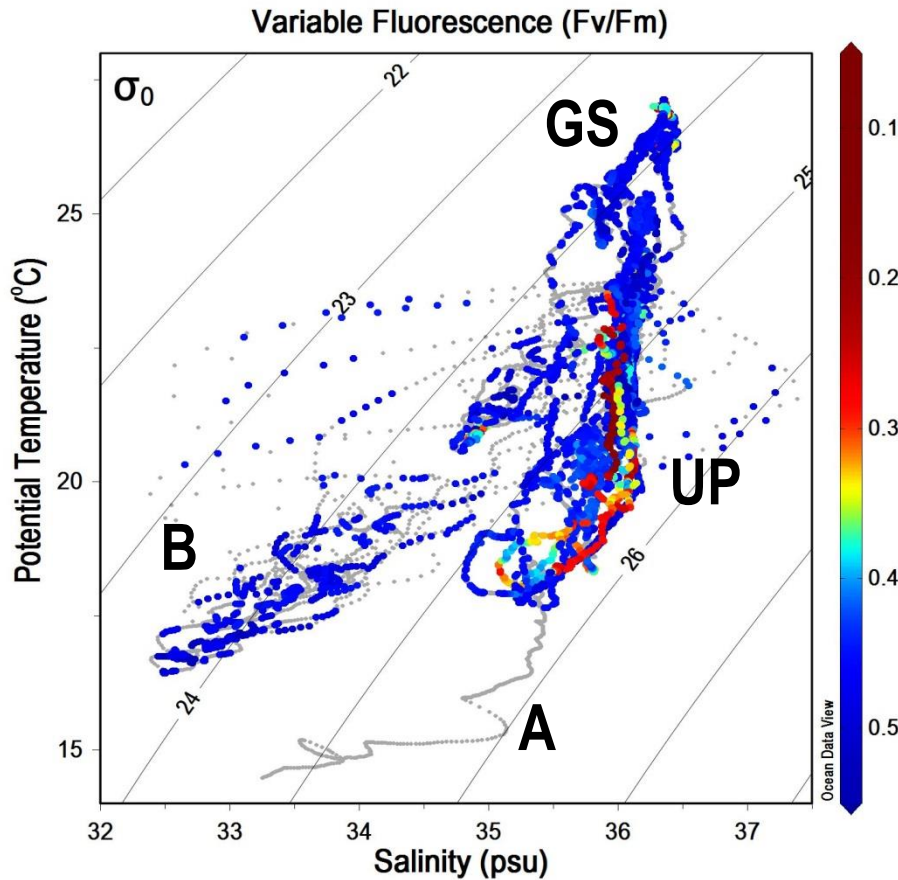 Variable Fluorescence (Fv/Fm)
σ0
22
GS
25
0.1
25
0.2
Potential Temperature (⁰C)
23
0.3
20
UP
B
26
0.4
24
A
15
0.5
Ocean Data View
32 33 34 35 36 37
Salinity (psu)